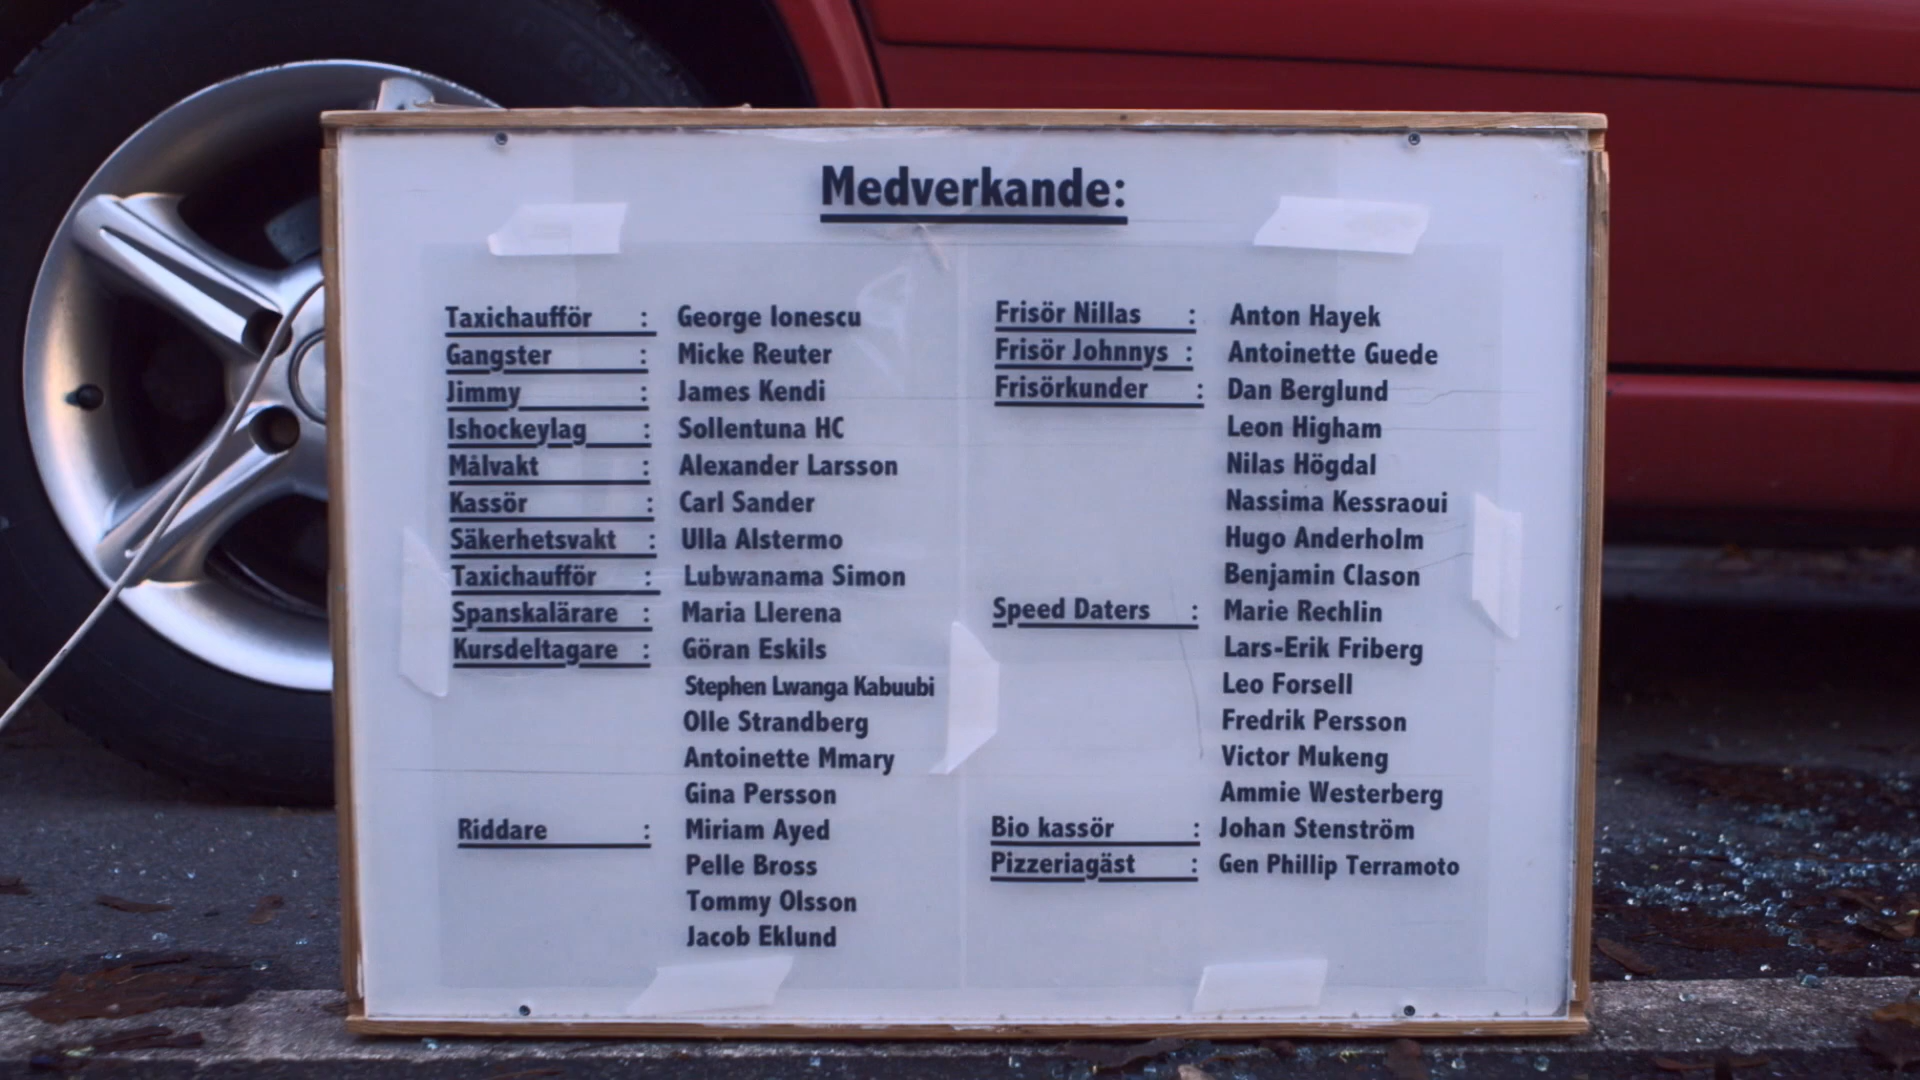 Medverkande:
Taxichaufför : George Ionescu
Gangster : Micke Reuter
Jimmy : James Kendi
Ishockeylag : Sollentuna HC
Målvakt : Alexander Larsson
Kassör : Carl Sander
Säkerhetsvakt : Ulla Alstermo
Taxichaufför : Lubwanama Simon
Spanskalärare : Maria Llerena
Kursdeltagare : Göran Eskils
Stephen Lwanga Kabuubi
Olle Strandberg
Antoinette Mmary
Gina Persson
Riddare : Miriam Ayed
Pelle Bross
Tommy Olsson
Jacob Eklund
Frisör Nillas : Anton Hayek
Frisör Johnnys : Antoinette Guede
Frisörkunder : Dan Berglund
Leon Higham
Nilas Högdal
Nassima Kessraoui
Hugo Anderholm
Benjamin Clason
Speed Daters : Marie Rechlin
Lars-Erik Friberg
Leo Forsell
Fredrik Persson
Victor Mukeng
Ammie Westerberg
Bio kassör : Johan Stenström
Pizzeriagäst : Gen Phillip Terramoto